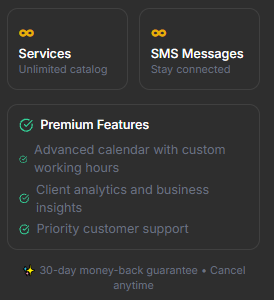 Services
Unlimited catalog
SMS Messages
Stay connected
Premium Features
Advanced calendar with custom
working hours
Client analytics and business
insights
Priority customer support
✨ 30-day money-back guarantee • Cancel
anytime